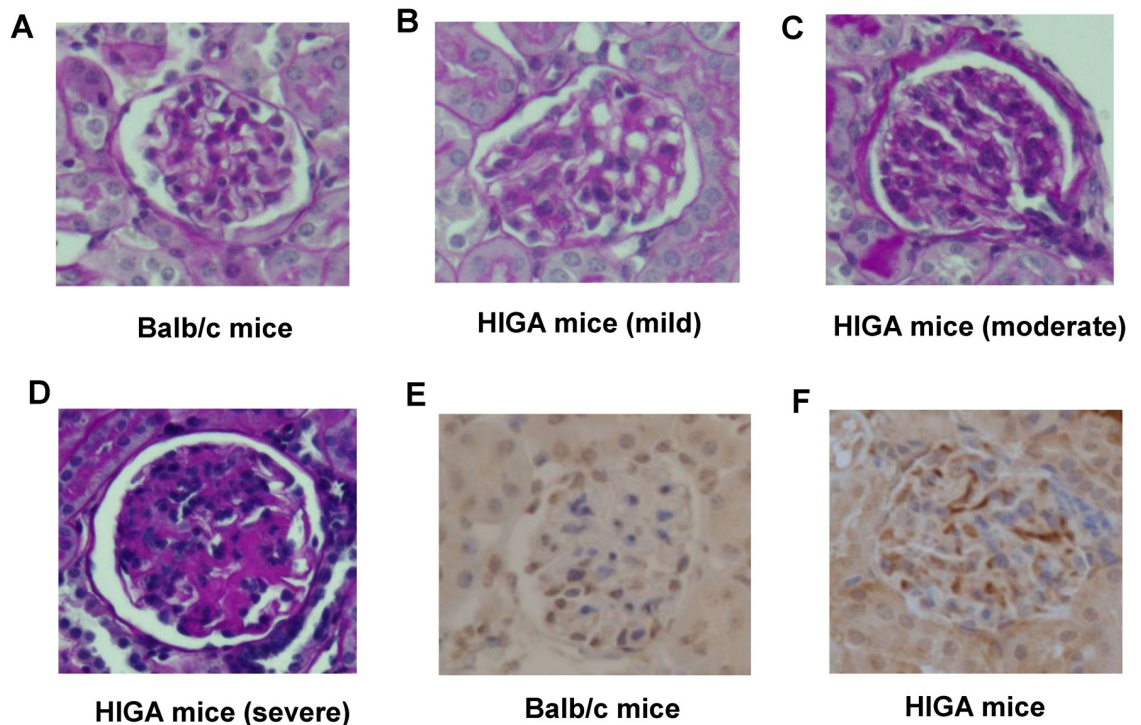 A
B
C
Balb/c mice
HIGA mice (mild)
HIGA mice (moderate)
D
E
F
HIGA mice (severe)
Balb/c mice
HIGA mice